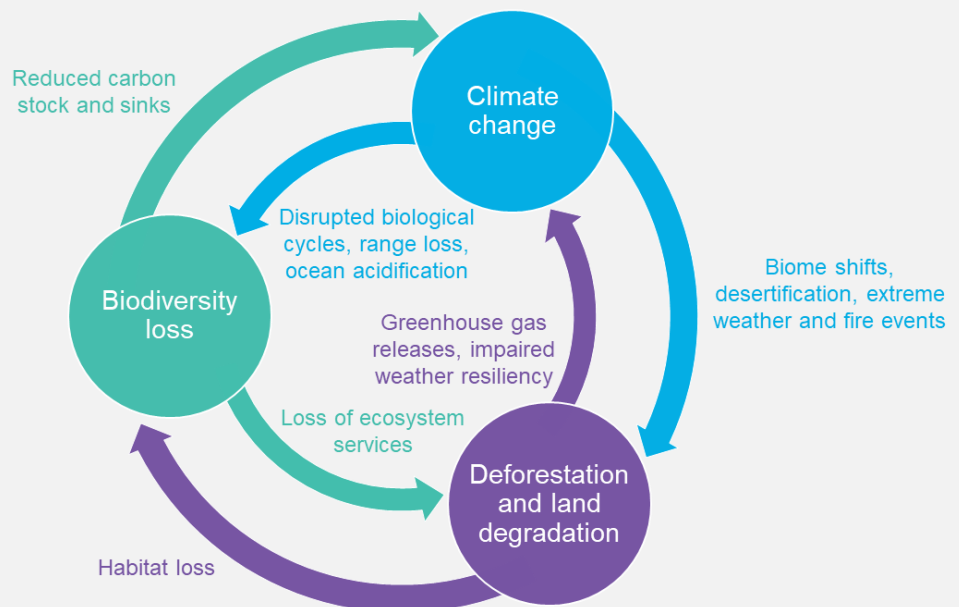 Reduced carbon
stock and sinks
Climate
change
Disrupted biological
cycles, range loss,
ocean acidification
Biome shifts,
desertification, extreme
weather and fire events
Biodiversity
loss
Greenhouse gas
releases, impaired
weather resiliency
Loss of ecosystem
services
Deforestation
and land
degradation
Habitat loss